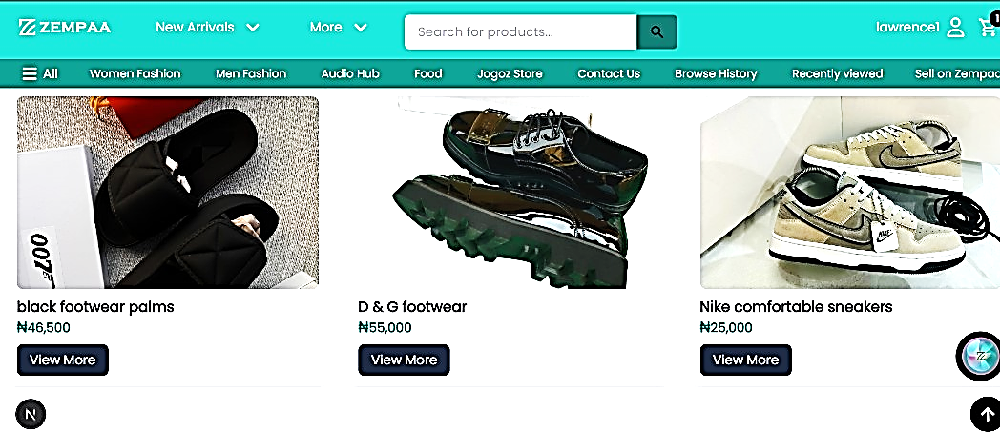 ZEMPAA
New Arrivals
More
Search for products...
lawrence1
1
All
Women Fashion
Men Fashion
Audio Hub
Food
Jogoz Store
Contact Us
Browse History
Recently viewed
Sell on Zempaa
007
NIKE
black footwear palms
₦46,500
View More
D & G footwear
₦55,000
View More
Nike comfortable sneakers
₦25,000
View More
Z
N